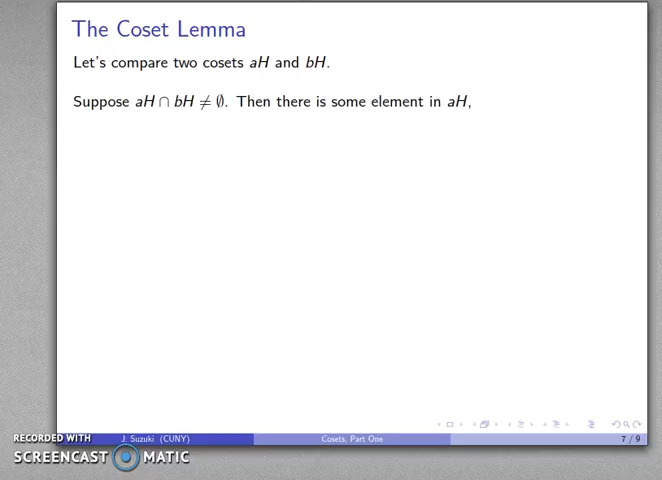 The Coset Lemma
Let's compare two cosets aH and bH.
Suppose aH ∩ bH ≠ ∅. Then there is some element in aH,
RECORDED WITH
J. Suzuki (CUNY)
Cosets, Part One
7 / 9
SCREENCAST MATIC